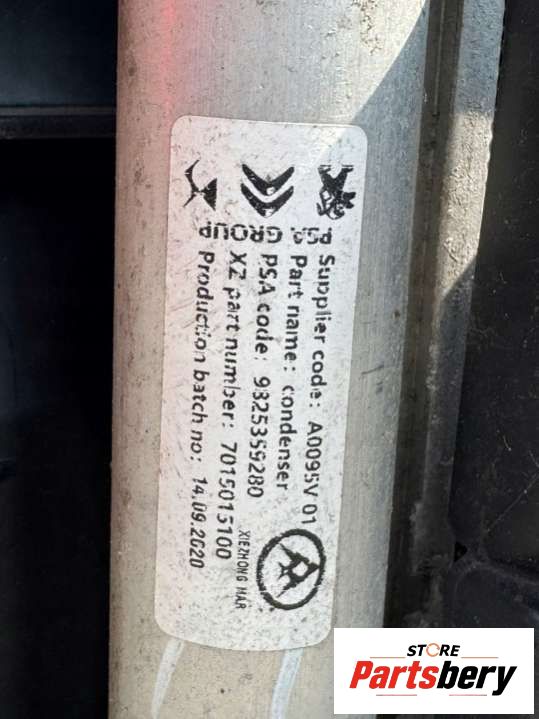 PSA GROUP
Supplier code: A0095V 01
Part name: condenser
PSA code: 9825359280
XZ part number: 7015015100
Production batch no: 14.09.2020
XIEZHONG MAR
STORE
Partsbery